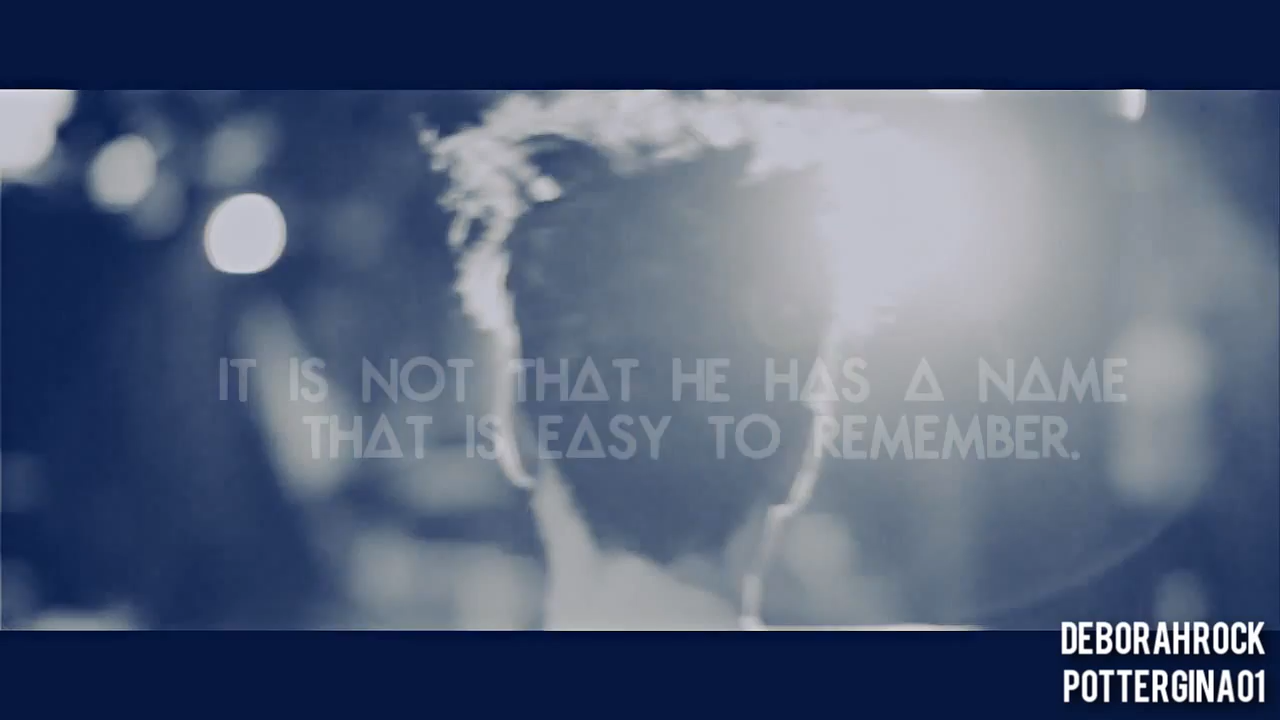 IT IS NOT THAT HE HAS A NAME
THAT IS EASY TO REMEMBER.
DEBORAHROCK
POTTERGINA01